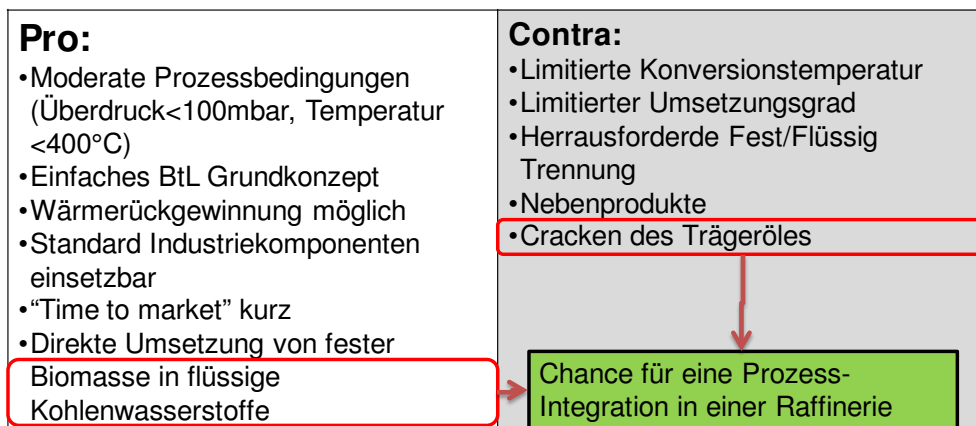 Pro:
•Moderate Prozessbedingungen
(Überdruck<100mbar, Temperatur
<400°C)
•Einfaches BtL Grundkonzept
•Wärmerückgewinnung möglich
•Standard Industriekomponenten
einsetzbar
•“Time to market” kurz
•Direkte Umsetzung von fester
Biomasse in flüssige
Kohlenwasserstoffe
Contra:
•Limitierte Konversionstemperatur
•Limitierter Umsetzungsgrad
•Herrausforderde Fest/Flüssig
Trennung
•Nebenprodukte
•Cracken des Trägeröles
Chance für eine Prozess-
Integration in einer Raffinerie